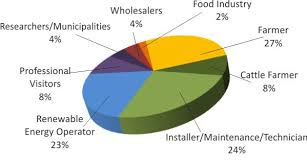 Wholesalers
4%
Food Industry
2%
Researchers/Municipalities
4%
Farmer
27%
Professional
Visitors
8%
Cattle Farmer
8%
Renewable
Energy Operator
23%
Installer/Maintenance/Technician
24%